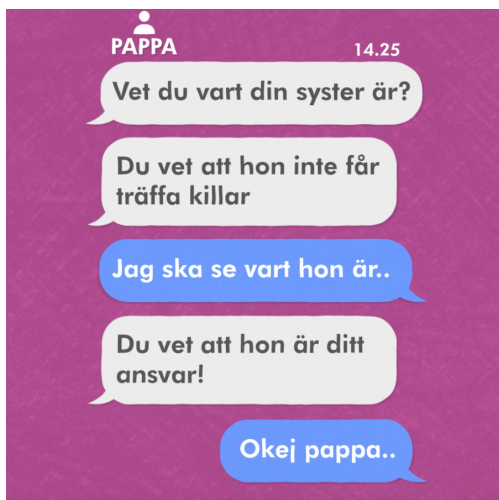 PAPPA
14.25
Vet du vart din syster är?
Du vet att hon inte får
träffa killar
Jag ska se vart hon är..
Du vet att hon är ditt
ansvar!
Okej pappa..